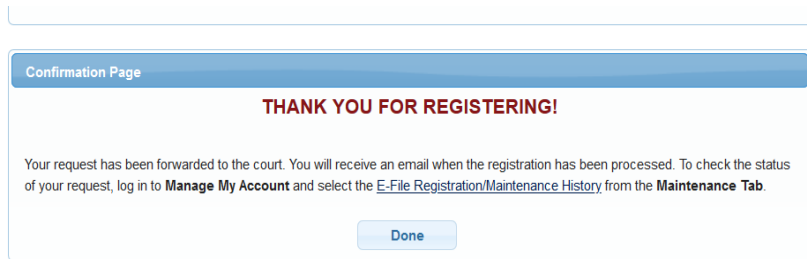 Confirmation Page
THANK YOU FOR REGISTERING!
Your request has been forwarded to the court. You will receive an email when the registration has been processed. To check the status
of your request, log in to Manage My Account and select the E-File Registration/Maintenance History from the Maintenance Tab.
Done